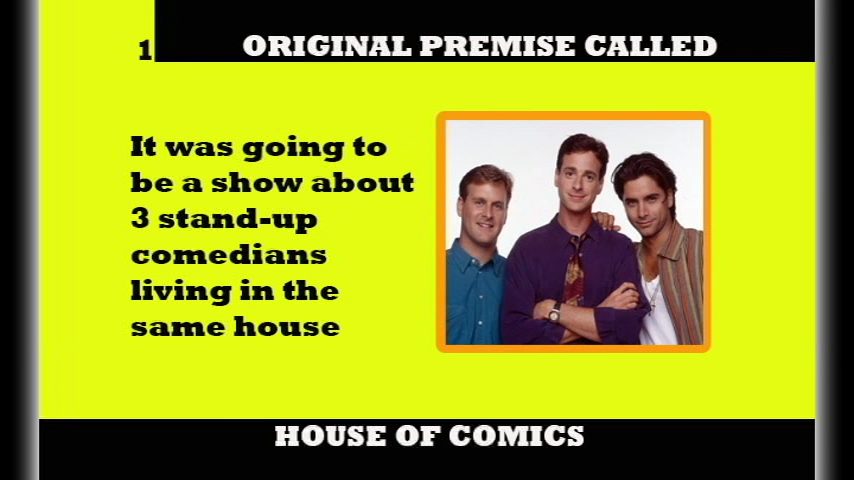 1
ORIGINAL PREMISE CALLED
It was going to
be a show about
3 stand-up
comedians
living in the
same house
HOUSE OF COMICS